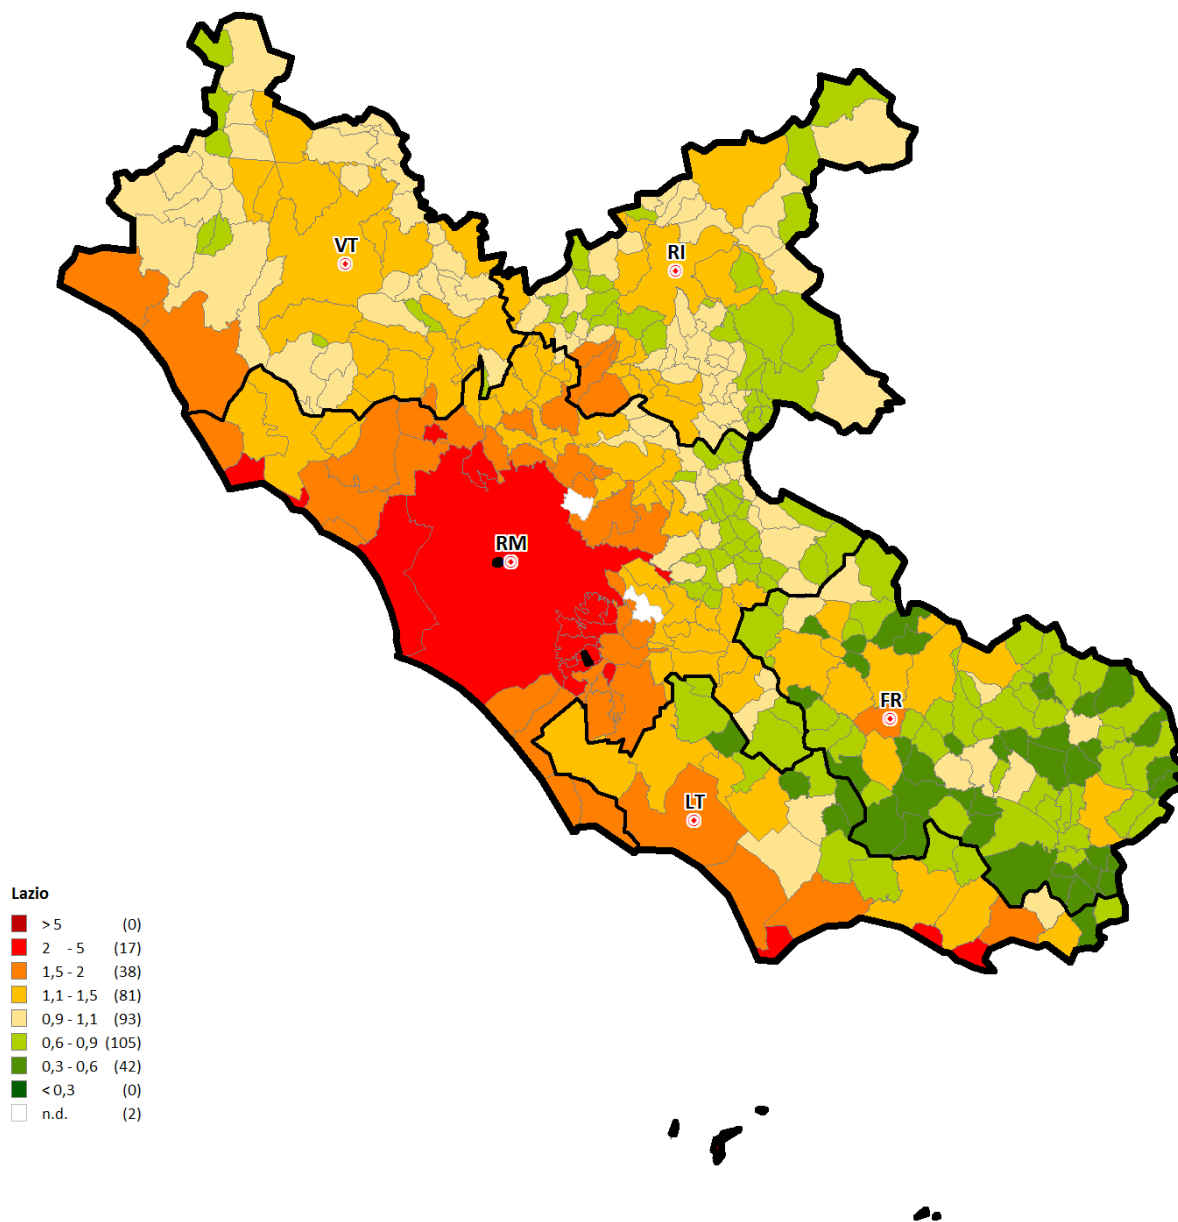 VT
RI
RM
FR
LT
Lazio
> 5 (0)
2 - 5 (17)
1,5 - 2 (38)
1,1 - 1,5 (81)
0,9 - 1,1 (93)
0,6 - 0,9 (105)
0,3 - 0,6 (42)
< 0,3 (0)
n.d. (2)